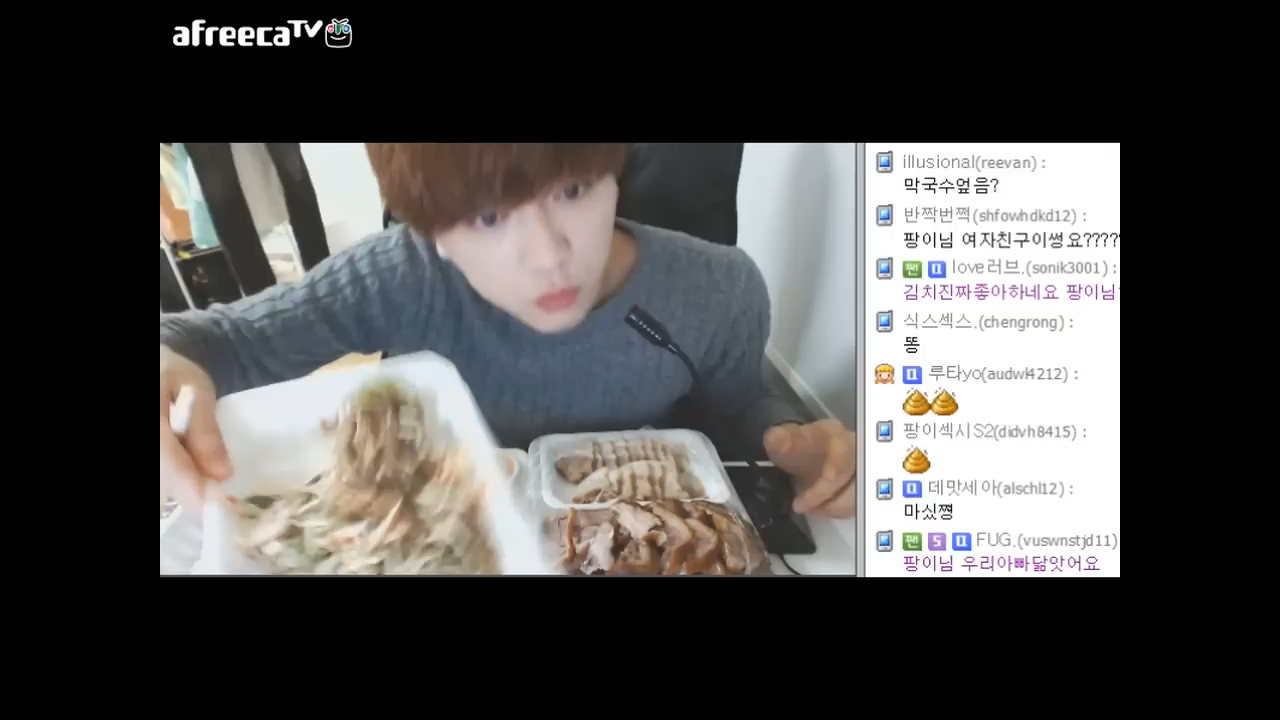 afreecaTV
illusional(reevan) :
막국수엎음?
반짝번쩍(shfowhdkd12) :
팡이님 여자친구이썽요????
팬 love러브.(sonik3001) :
김치진짜좋아하네요 팡이님
식스섹스.(chengrong) :
똥
루타yo(audwl4212) :
팡이섹시S2(didvh8415) :
데맛세아(alschl12) :
마싰쪙
팬 S FUG.(vuswnstjd11)
팡이님 우리아빠닮앗어요